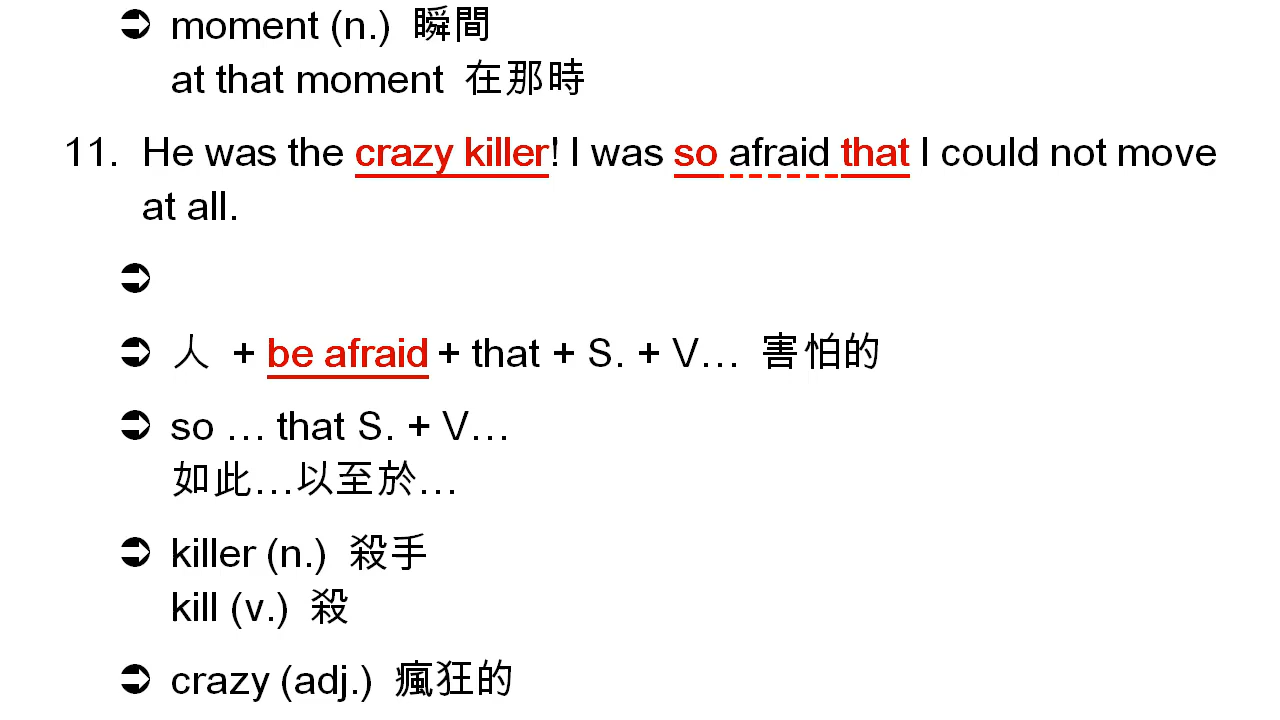 ➲ moment (n.) 瞬間
at that moment 在那時
11. He was the crazy killer! I was so afraid that I could not move
at all.
➲
➲ 人 + be afraid + that + S. + V… 害怕的
➲ so … that S. + V…
如此…以至於…
➲ killer (n.) 殺手
kill (v.) 殺
➲ crazy (adj.) 瘋狂的